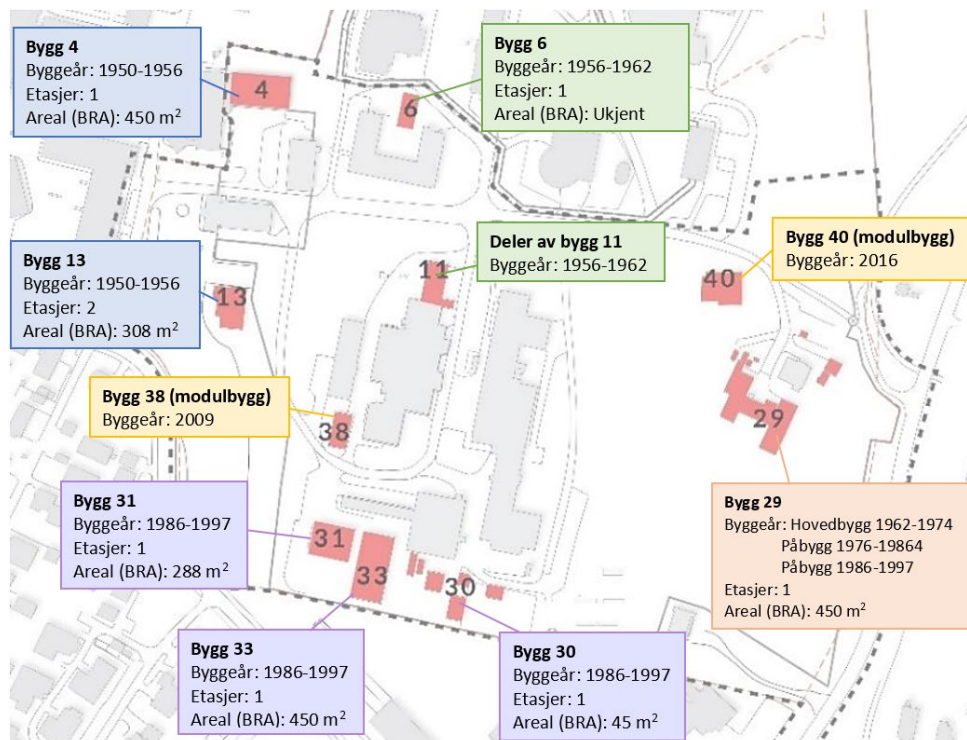 Bygg 4
Byggeår: 1950-1956
Etasjer: 1
Areal (BRA): 450 m²
4
Bygg 6
Byggeår: 1956-1962
Etasjer: 1
Areal (BRA): Ukjent
6
Bygg 13
Byggeår: 1950-1956
Etasjer: 2
Areal (BRA): 308 m²
13
Deler av bygg 11
Byggeår: 1956-1962
11
Bygg 40 (modulbygg)
Byggeår: 2016
40
Bygg 38 (modulbygg)
Byggeår: 2009
38
29
Bygg 31
Byggeår: 1986-1997
Etasjer: 1
Areal (BRA): 288 m²
31
33
30
Bygg 29
Byggeår: Hovedbygg 1962-1974
Påbygg 1976-19864
Påbygg 1986-1997
Etasjer: 1
Areal (BRA): 450 m²
Bygg 33
Byggeår: 1986-1997
Etasjer: 1
Areal (BRA): 450 m²
Bygg 30
Byggeår: 1986-1997
Etasjer: 1
Areal (BRA): 45 m²